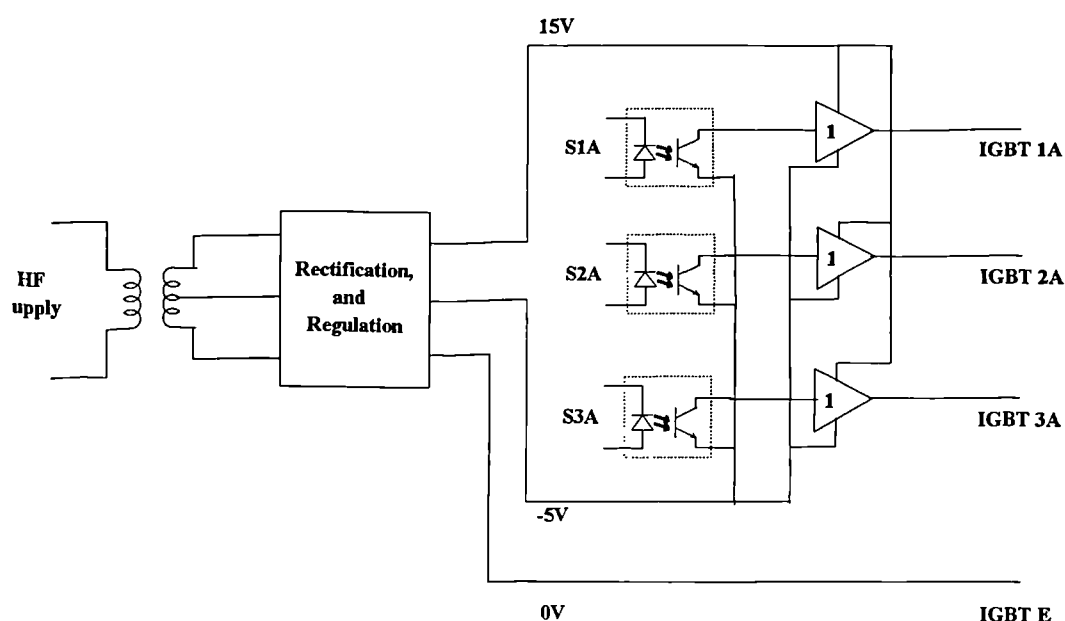 15V
S1A
1
IGBT 1A
HF
upply
Rectification,
and
Regulation
S2A
1
IGBT 2A
S3A
1
IGBT 3A
-5V
0V
IGBT E